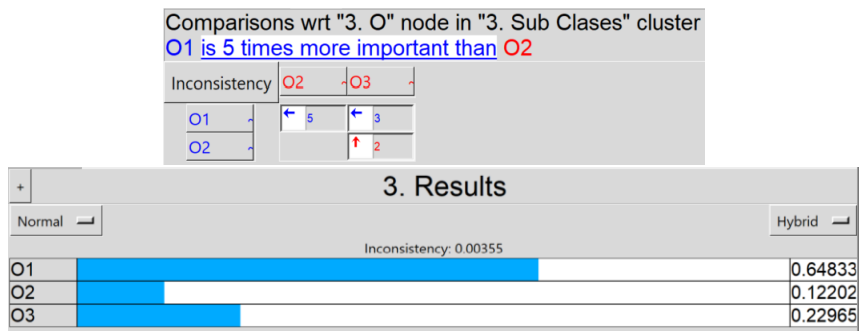 Comparisons wrt "3. O" node in "3. Sub Clases" cluster
O1 is 5 times more important than O2
Inconsistency O2 ~ O3 ~
O1 ~ ← 5 ← 3
O2 ~ ↑ 2
+ 3. Results
Normal Hybrid
Inconsistency: 0.00355
O1 0.64833
O2 0.12202
O3 0.22965